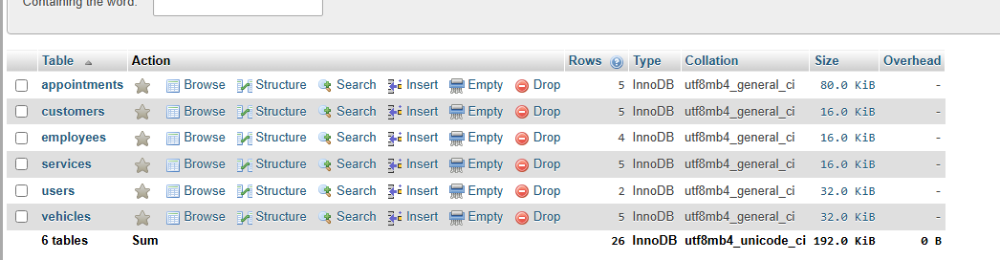 Containing the word:
Table Action Rows Type Collation Size Overhead
appointments Browse Structure Search Insert Empty Drop 5 InnoDB utf8mb4_general_ci 80.0 KiB -
customers Browse Structure Search Insert Empty Drop 5 InnoDB utf8mb4_general_ci 16.0 KiB -
employees Browse Structure Search Insert Empty Drop 4 InnoDB utf8mb4_general_ci 16.0 KiB -
services Browse Structure Search Insert Empty Drop 5 InnoDB utf8mb4_general_ci 16.0 KiB -
users Browse Structure Search Insert Empty Drop 2 InnoDB utf8mb4_general_ci 32.0 KiB -
vehicles Browse Structure Search Insert Empty Drop 5 InnoDB utf8mb4_general_ci 32.0 KiB -
6 tables Sum 26 InnoDB utf8mb4_unicode_ci 192.0 KiB 0 B